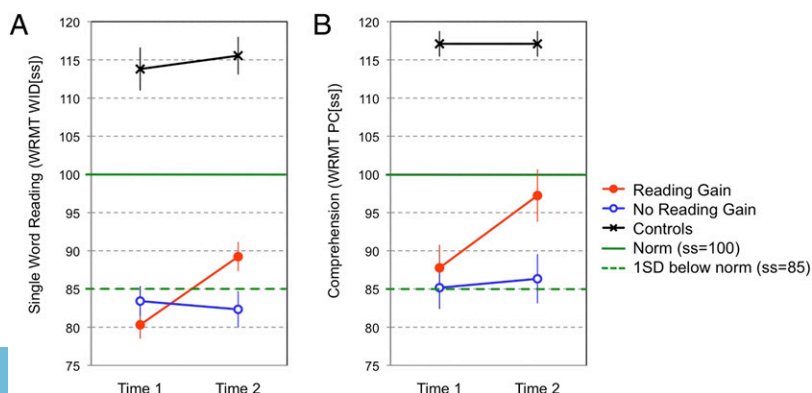 A
B
Single Word Reading (WRMT WID[ss])
120
115
110
105
100
95
90
85
80
75
Time 1 Time 2
Comprehension (WRMT PC[ss])
120
115
110
105
100
95
90
85
80
75
Time 1 Time 2
Reading Gain
No Reading Gain
Controls
Norm (ss=100)
1SD below norm (ss=85)